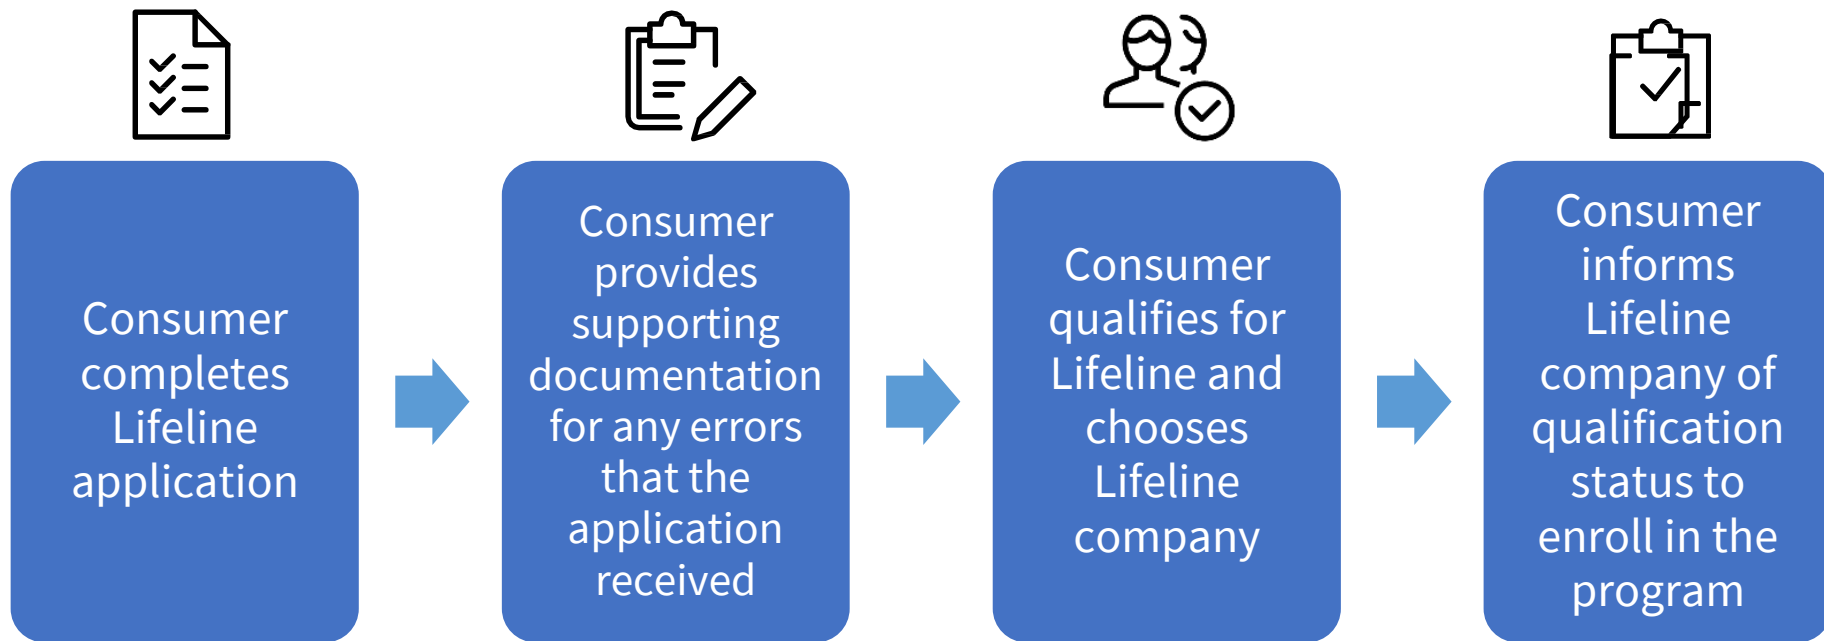 Consumer
completes
Lifeline
application
Consumer
provides
supporting
documentation
for any errors
that the
application
received
Consumer
qualifies for
Lifeline and
chooses
Lifeline
company
Consumer
informs
Lifeline
company of
qualification
status to
enroll in the
program